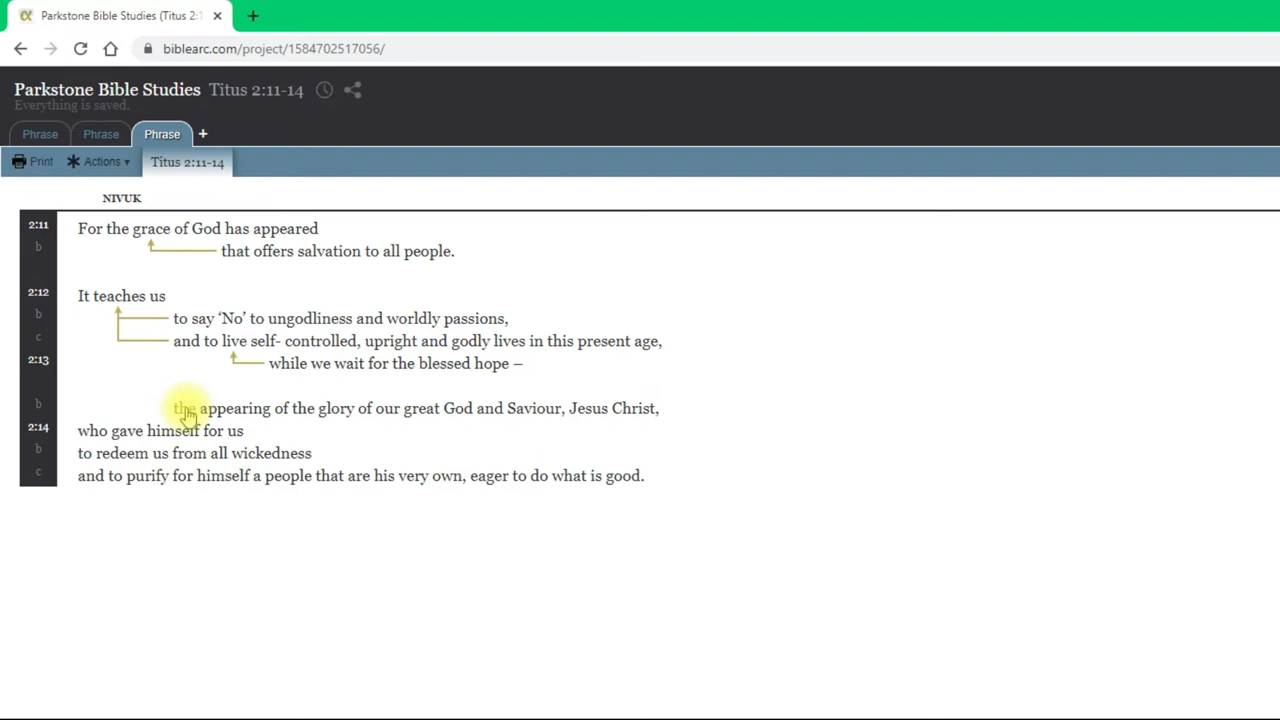 Parkstone Bible Studies (Titus 2:1
biblearc.com/project/1584702517056/
Parkstone Bible Studies Titus 2:11-14
Everything is saved.
Phrase Phrase Phrase +
Print Actions ▾ Titus 2:11-14
NIVUK
2:11 For the grace of God has appeared
b that offers salvation to all people.
2:12 It teaches us
b to say ‘No’ to ungodliness and worldly passions,
c and to live self- controlled, upright and godly lives in this present age,
2:13 while we wait for the blessed hope –
b the appearing of the glory of our great God and Saviour, Jesus Christ,
2:14 who gave himself for us
b to redeem us from all wickedness
c and to purify for himself a people that are his very own, eager to do what is good.